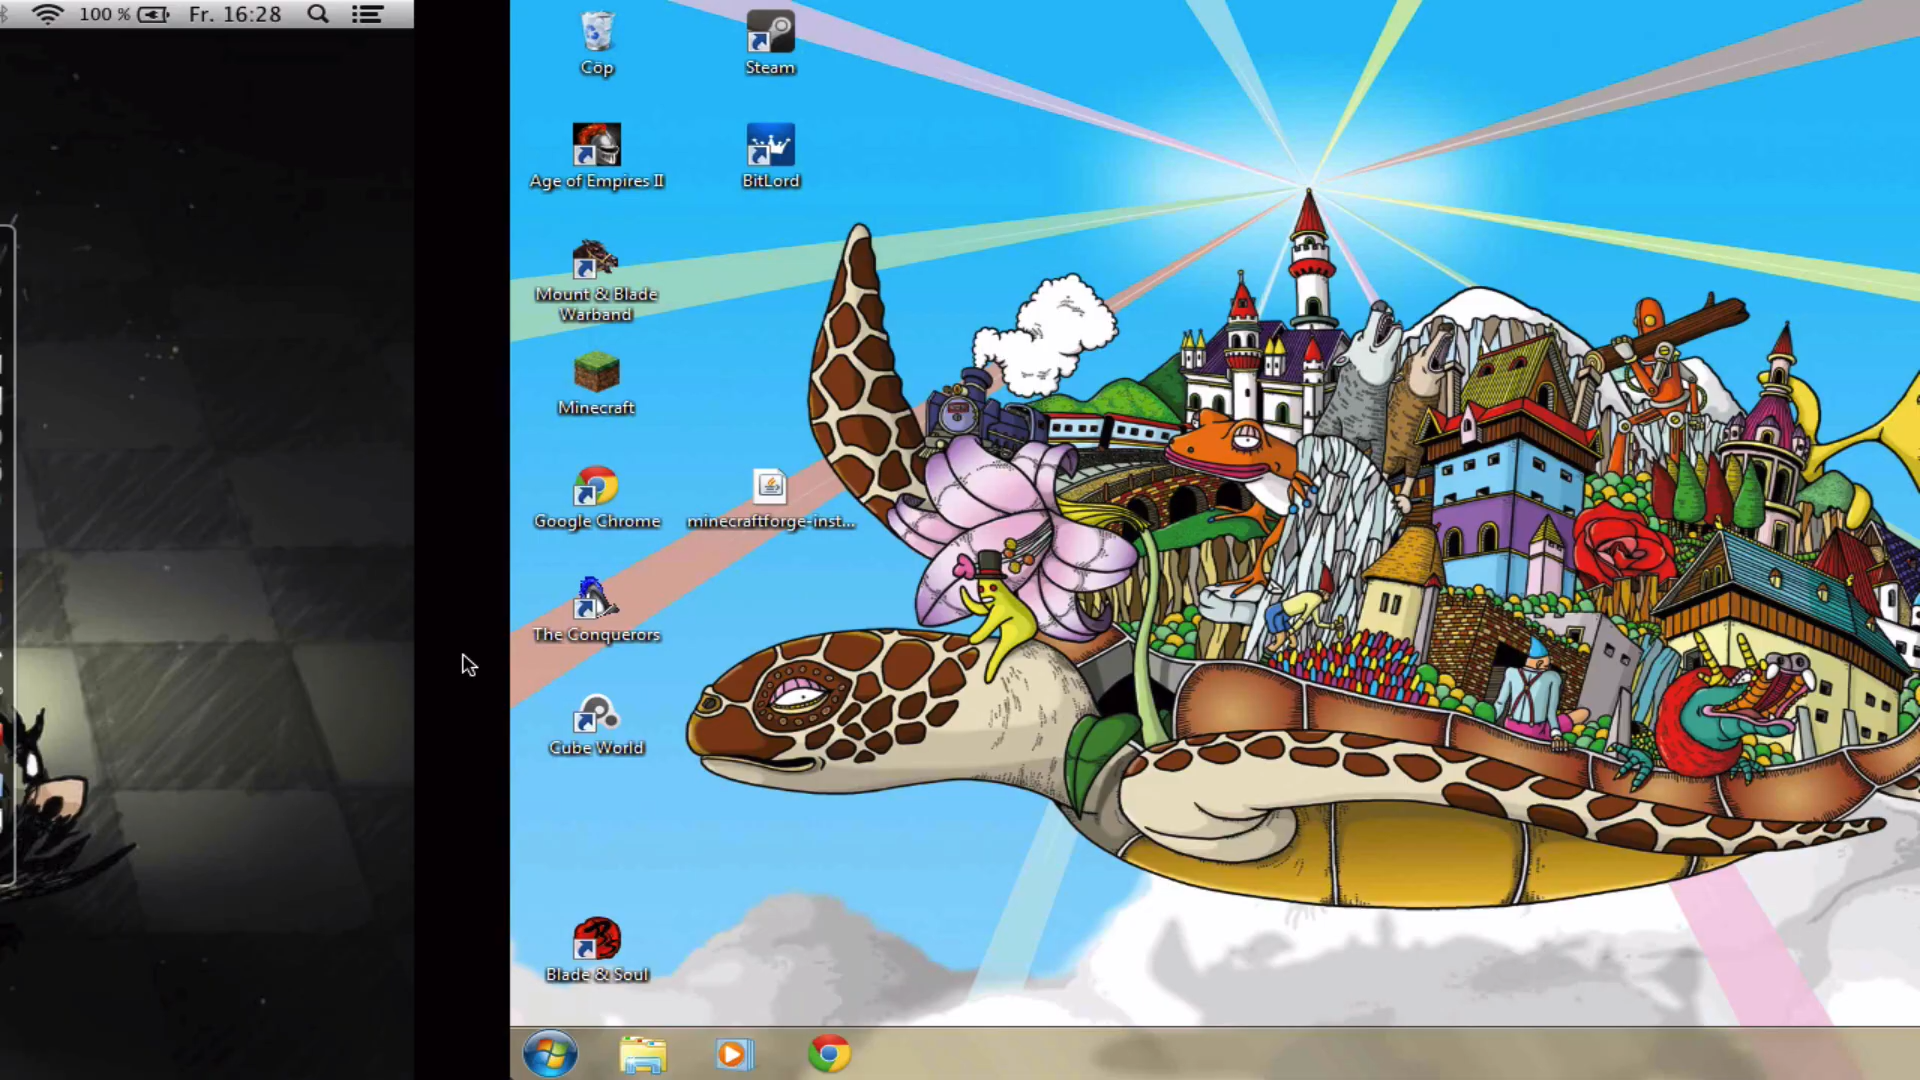 100 %
Fr. 16:28
Cöp
Steam
Age of Empires II
BitLord
Mount & Blade
Warband
Minecraft
Google Chrome
minecraftforge-inst...
The Conquerors
Cube World
Blade & Soul